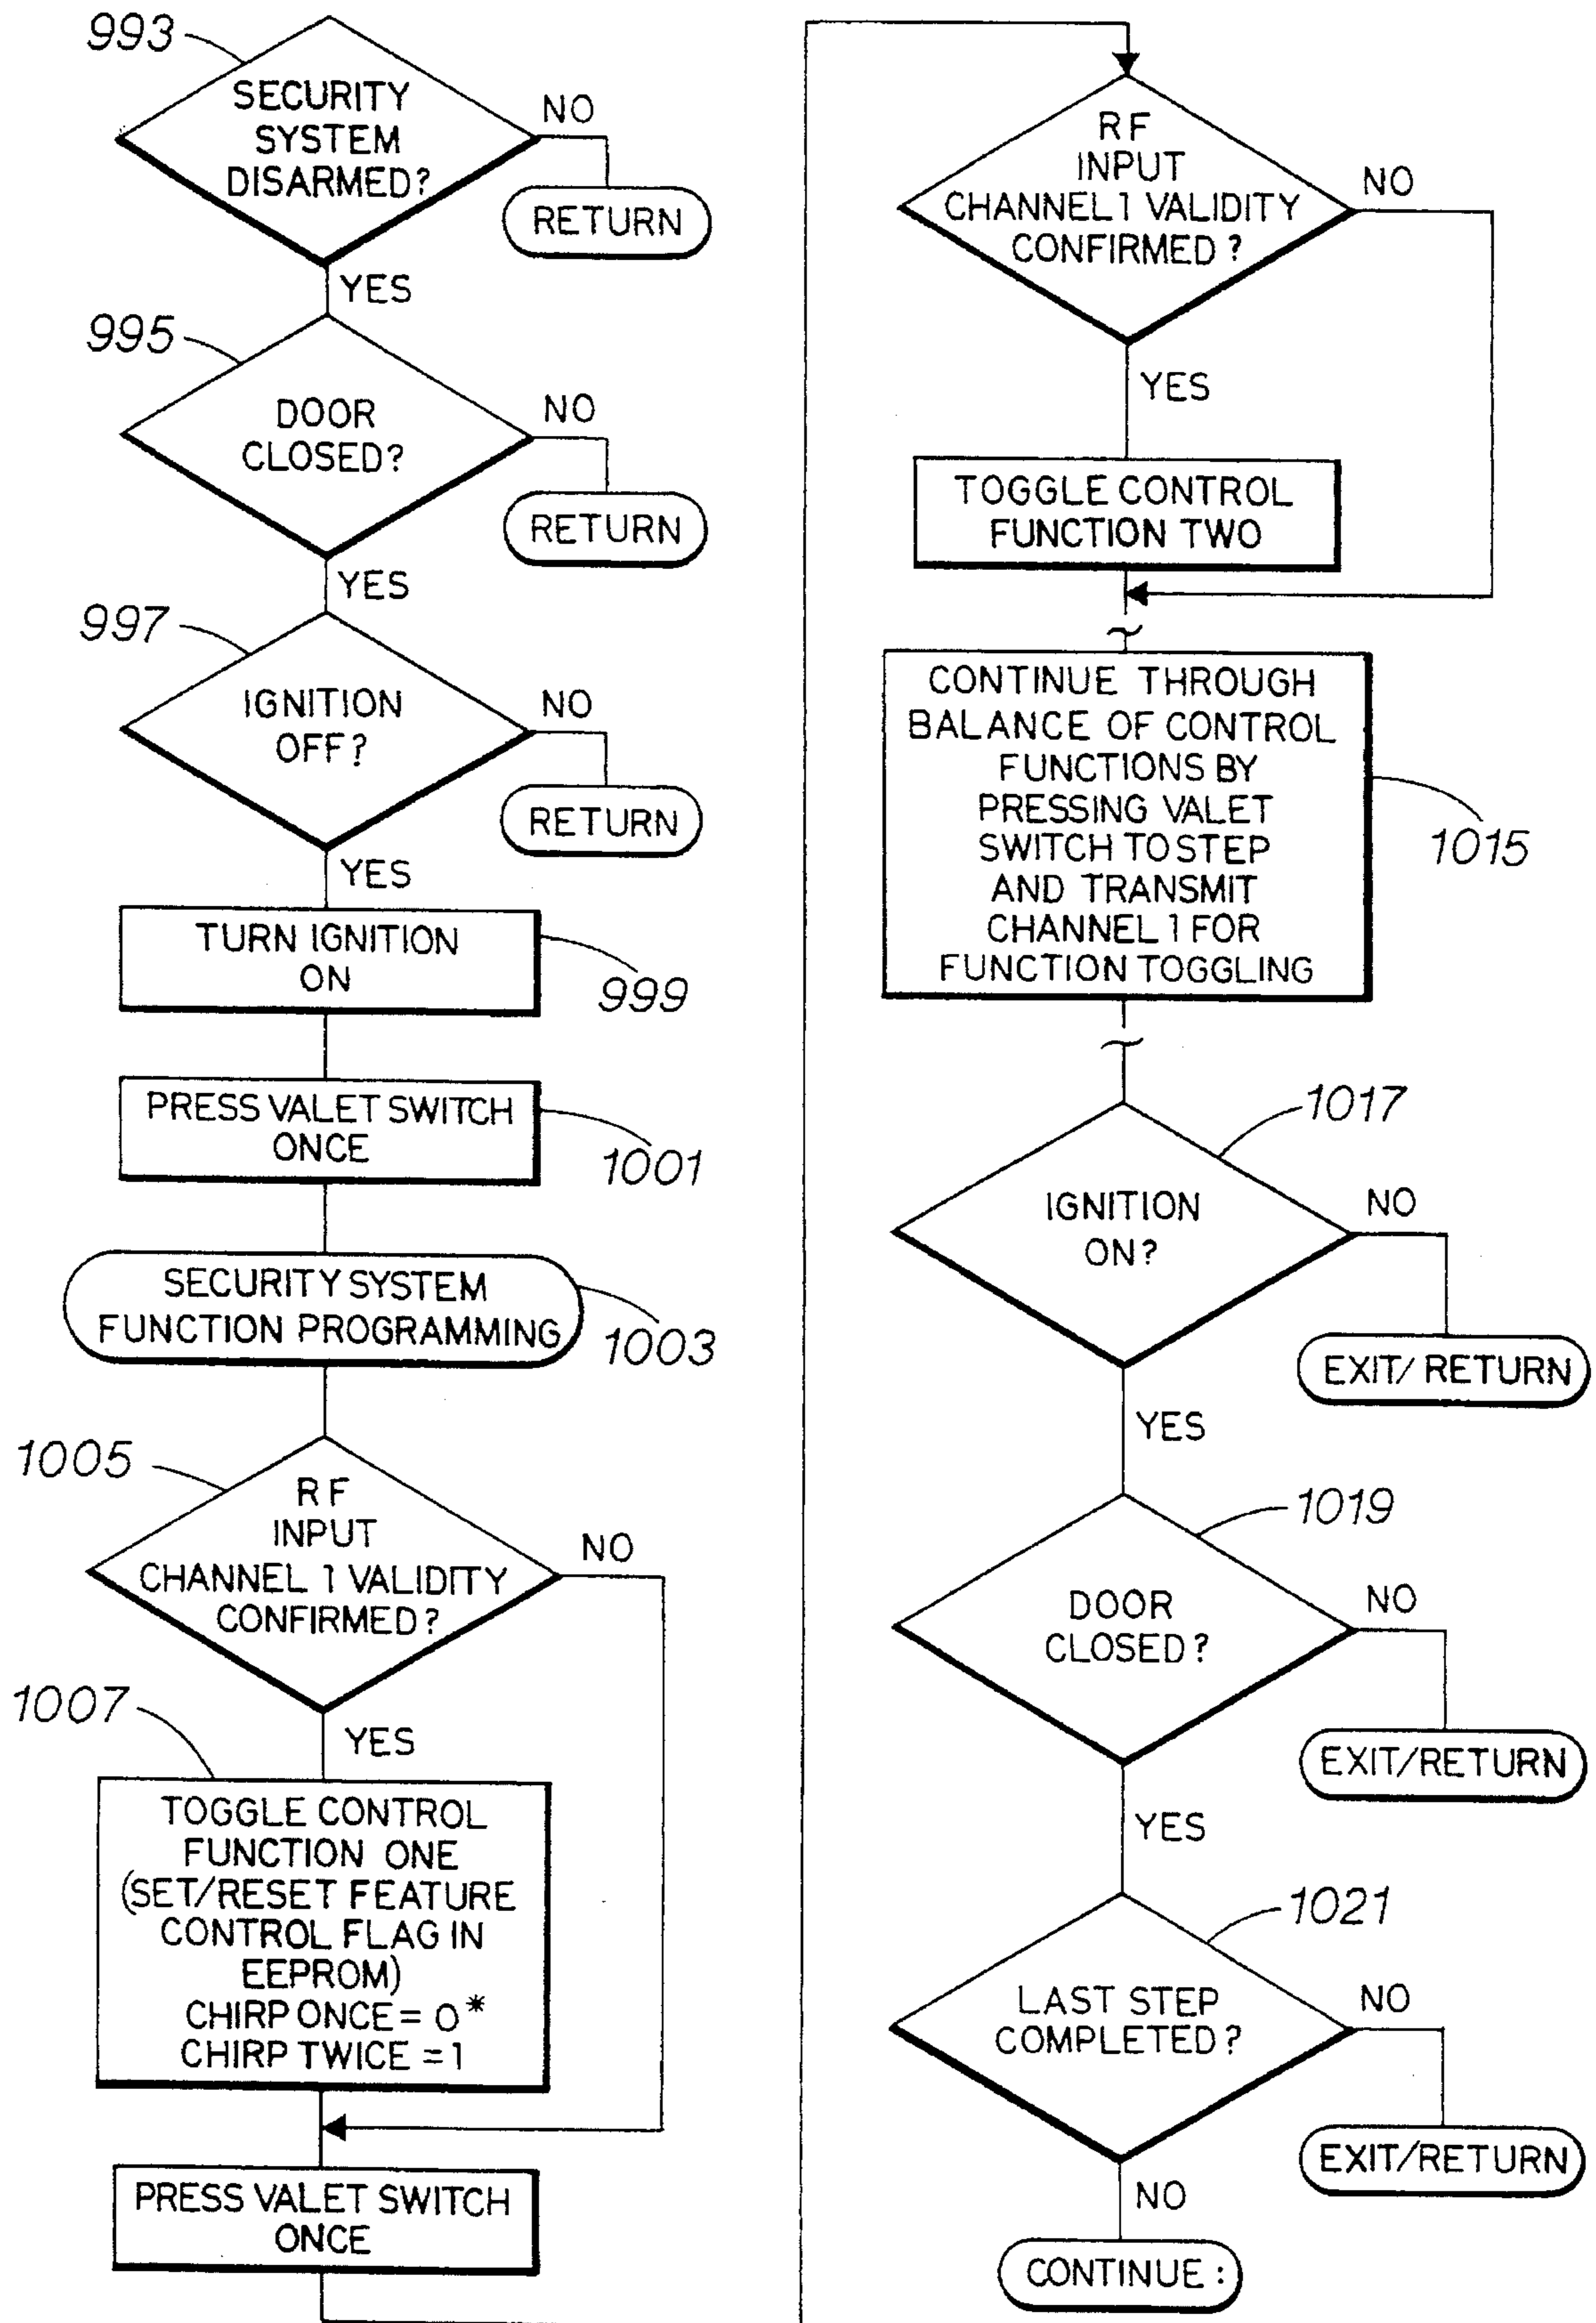 993
SECURITY
SYSTEM
DISARMED?
NO
RETURN
YES
995
DOOR
CLOSED?
NO
RETURN
YES
997
IGNITION
OFF?
NO
RETURN
YES
TURN IGNITION
ON
999
PRESS VALET SWITCH
ONCE
1001
SECURITY SYSTEM
FUNCTION PROGRAMMING
1003
1005
RF
INPUT
CHANNEL 1 VALIDITY
CONFIRMED?
NO
YES
1007
TOGGLE CONTROL
FUNCTION ONE
(SET/RESET FEATURE
CONTROL FLAG IN
EEPROM)
CHIRP ONCE = 0*
CHIRP TWICE = 1
PRESS VALET SWITCH
ONCE
RF
INPUT
CHANNEL 1 VALIDITY
CONFIRMED?
NO
YES
TOGGLE CONTROL
FUNCTION TWO
CONTINUE THROUGH
BALANCE OF CONTROL
FUNCTIONS BY
PRESSING VALET
SWITCH TO STEP
AND TRANSMIT
CHANNEL 1 FOR
FUNCTION TOGGLING
1015
1017
IGNITION
ON?
NO
EXIT/RETURN
YES
1019
DOOR
CLOSED?
NO
EXIT/RETURN
YES
1021
LAST STEP
COMPLETED?
NO
EXIT/RETURN
NO
CONTINUE: